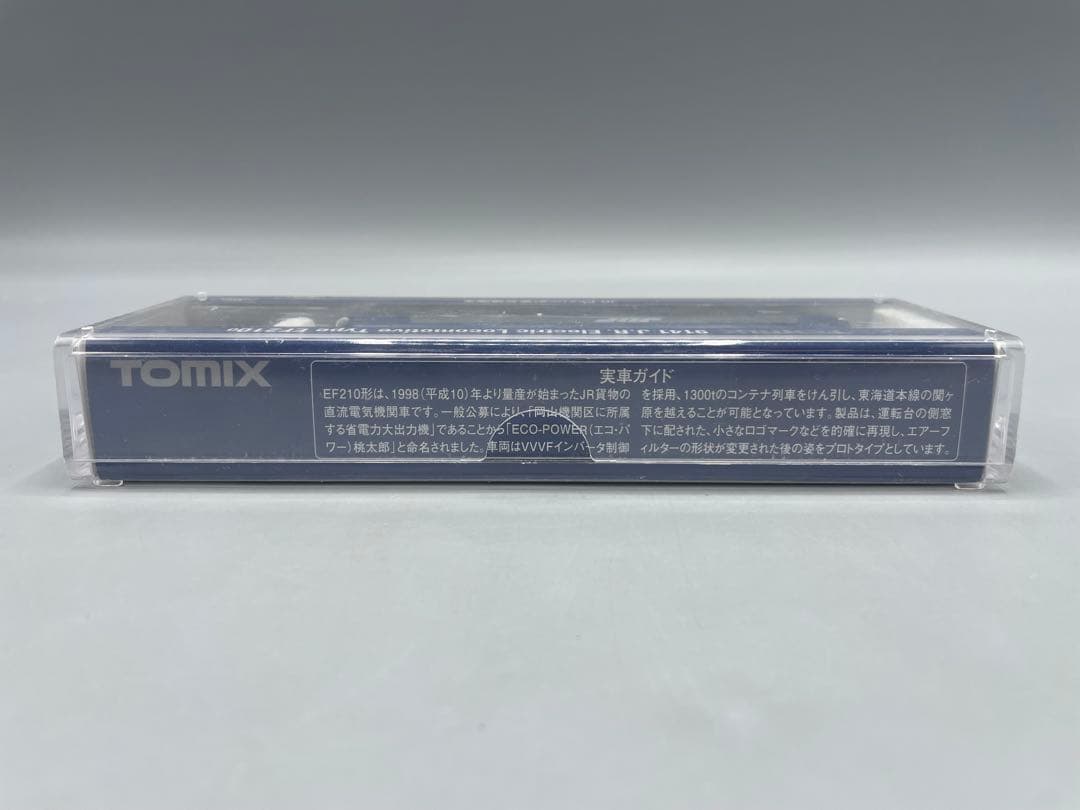 9141 J.R. Electric Locomotive Type EF210
TOMIX
実車ガイド
EF210形は、1998(平成10)年より量産が始まったJR貨物の
直流電気機関車です。一般公募により、「岡山機関区に所属
する省電力大出力機」であることから「ECO-POWER(エコ・パ
ワー)桃太郎」と命名されました。車両はVVVFインバータ制御
を採用、1300tのコンテナ列車をけん引し、東海道本線の関ヶ
原を越えることが可能となっています。製品は、運転台の側窓
下に配された、小さなロゴマークなどを的確に再現し、エアーフ
ィルターの形状が変更された後の姿をプロトタイプとしています。